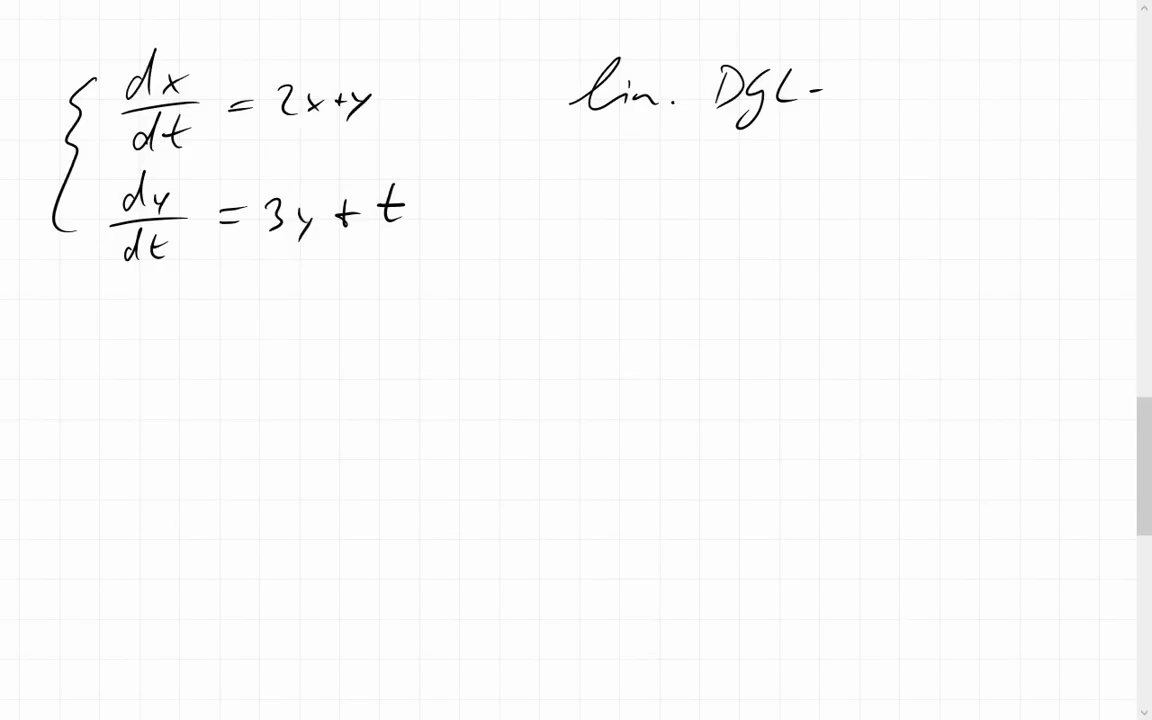 { dx/dt = 2x+y
dy/dt = 3y + t
lin. DGL-